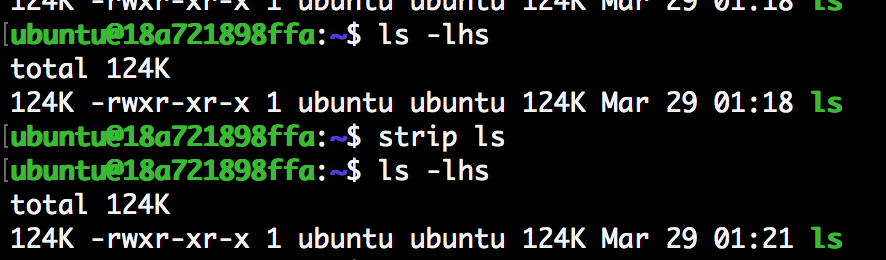 124K -rwxr-xr-x 1 ubuntu ubuntu 124K Mar 29 01:18 ls
[ubuntu@18a721898ffa:~$ ls -lhs
total 124K
124K -rwxr-xr-x 1 ubuntu ubuntu 124K Mar 29 01:18 ls
[ubuntu@18a721898ffa:~$ strip ls
[ubuntu@18a721898ffa:~$ ls -lhs
total 124K
124K -rwxr-xr-x 1 ubuntu ubuntu 124K Mar 29 01:21 ls